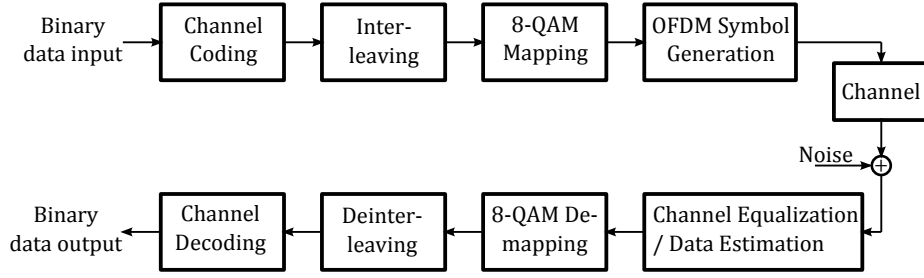 Binary
data input
Channel
Coding
Inter-
leaving
8-QAM
Mapping
OFDM Symbol
Generation
Channel
Noise
+
Channel Equalization
/ Data Estimation
8-QAM De-
mapping
Deinter-
leaving
Channel
Decoding
Binary
data output